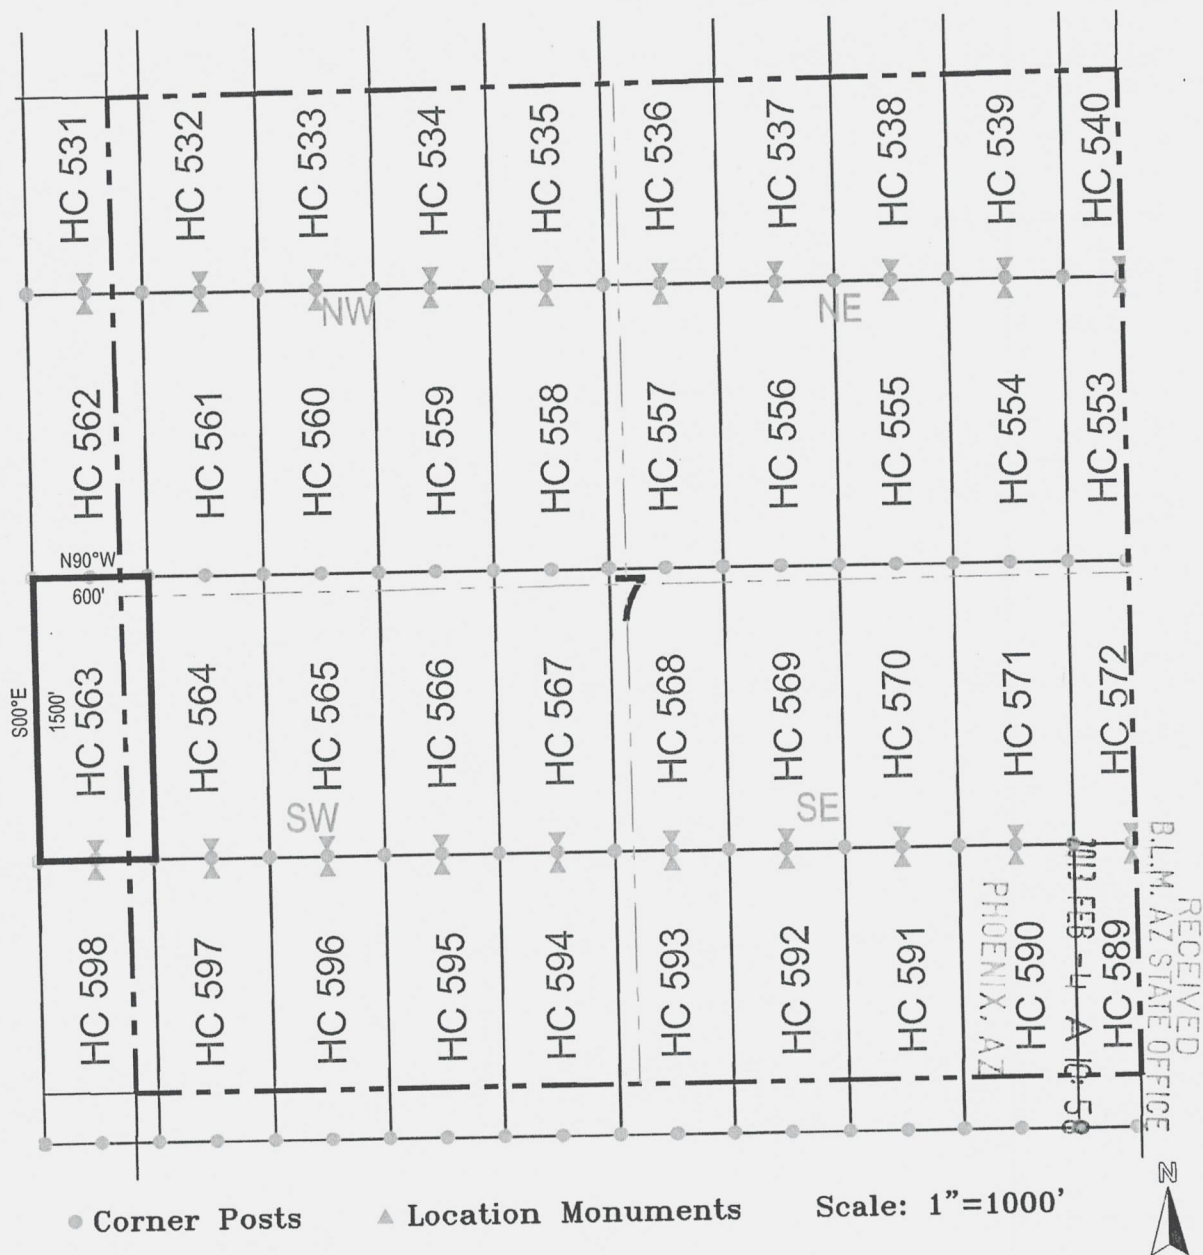 HC 531
HC 532
HC 533
HC 534
HC 535
HC 536
HC 537
HC 538
HC 539
HC 540
NW
NE
HC 562
HC 561
HC 560
HC 559
HC 558
HC 557
HC 556
HC 555
HC 554
HC 553
N90°W
600'
7
S00°E
1500'
HC 563
HC 564
HC 565
HC 566
HC 567
HC 568
HC 569
HC 570
HC 571
HC 572
SW
SE
HC 598
HC 597
HC 596
HC 595
HC 594
HC 593
HC 592
HC 591
HC 590
HC 589
RECEIVED
B.L.M. AZ STATE OFFICE
2013 FEB -4 A 10: 58
PHOENIX, AZ
N
Corner Posts
Location Monuments
Scale: 1"=1000'